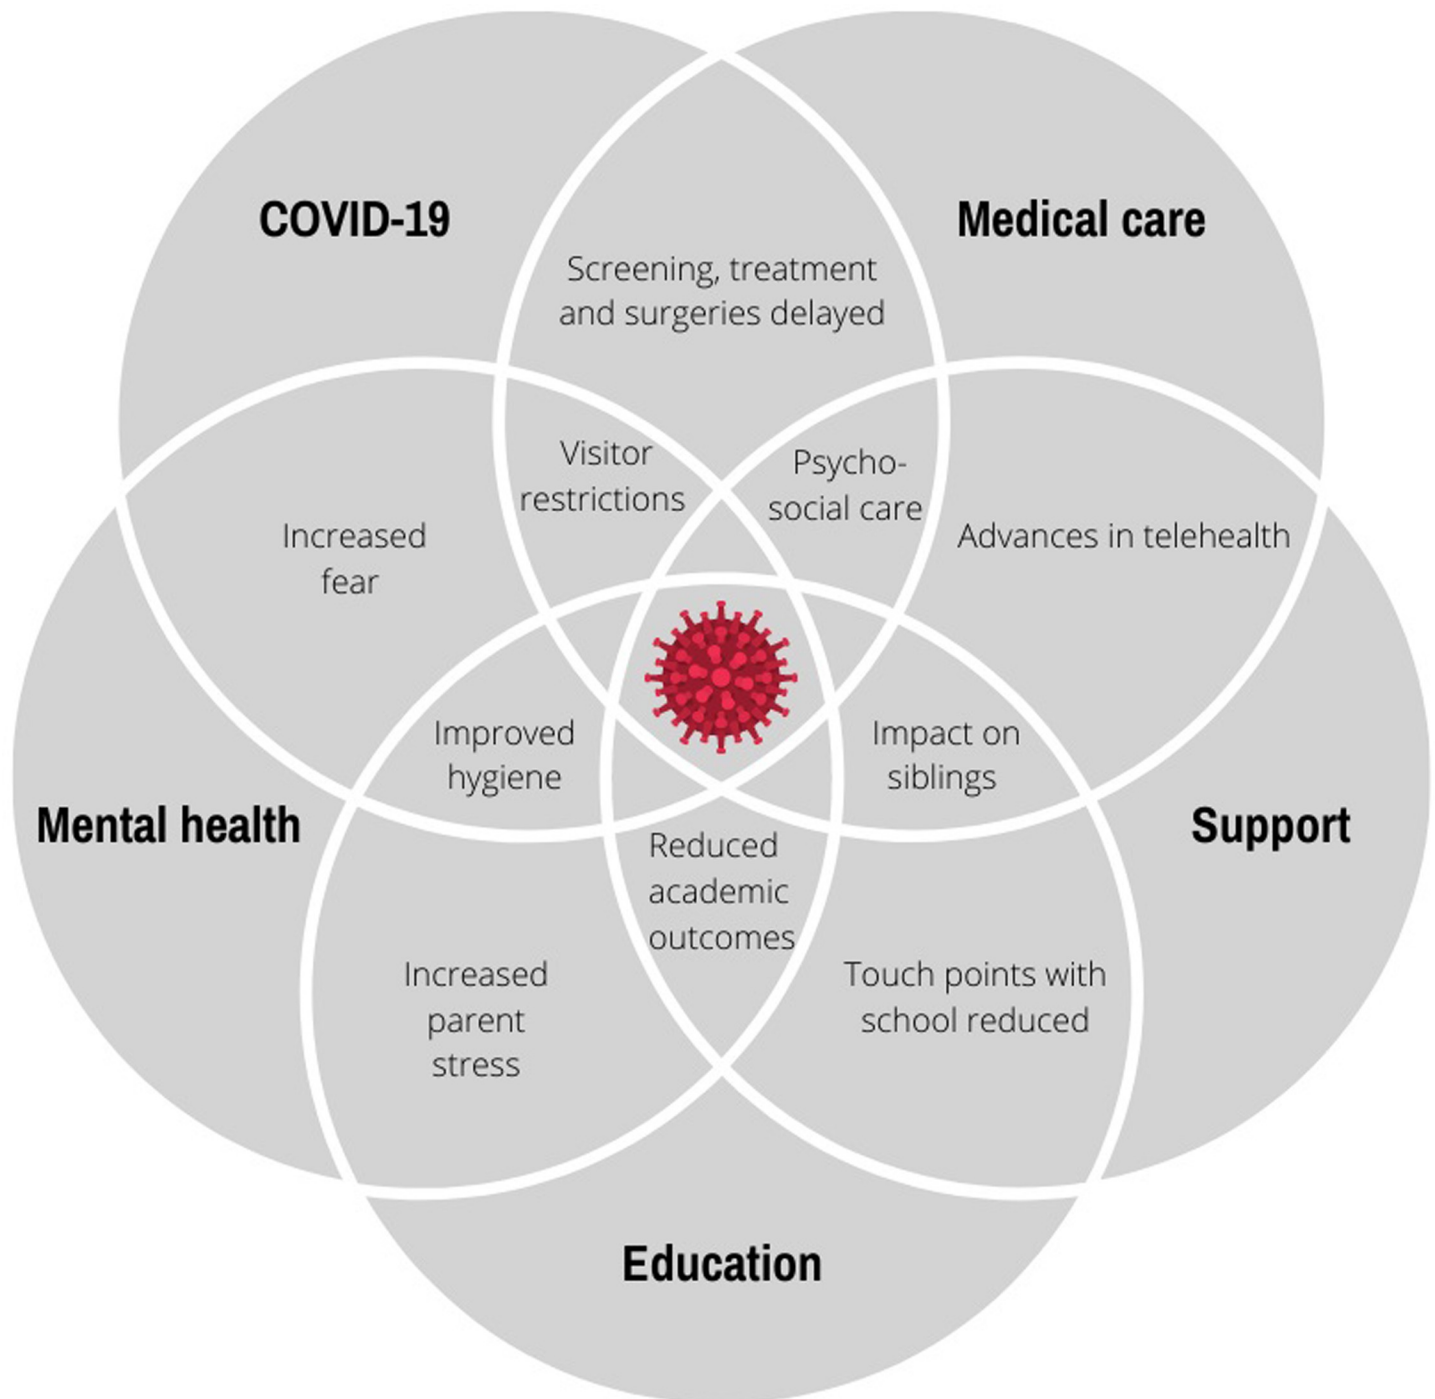 COVID-19
Medical care
Screening, treatment
and surgeries delayed
Visitor
restrictions
Psycho-
social care
Increased
fear
Advances in telehealth
Improved
hygiene
Impact on
siblings
Mental health
Support
Reduced
academic
outcomes
Increased
parent
stress
Touch points with
school reduced
Education